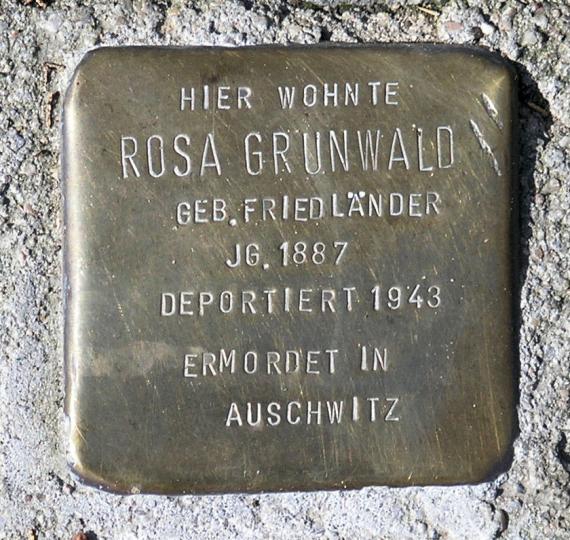 HIER WOHNTE
ROSA GRUNWALD
GEB. FRIEDLÄNDER
JG. 1887
DEPORTIERT 1943
ERMORDET IN
AUSCHWITZ